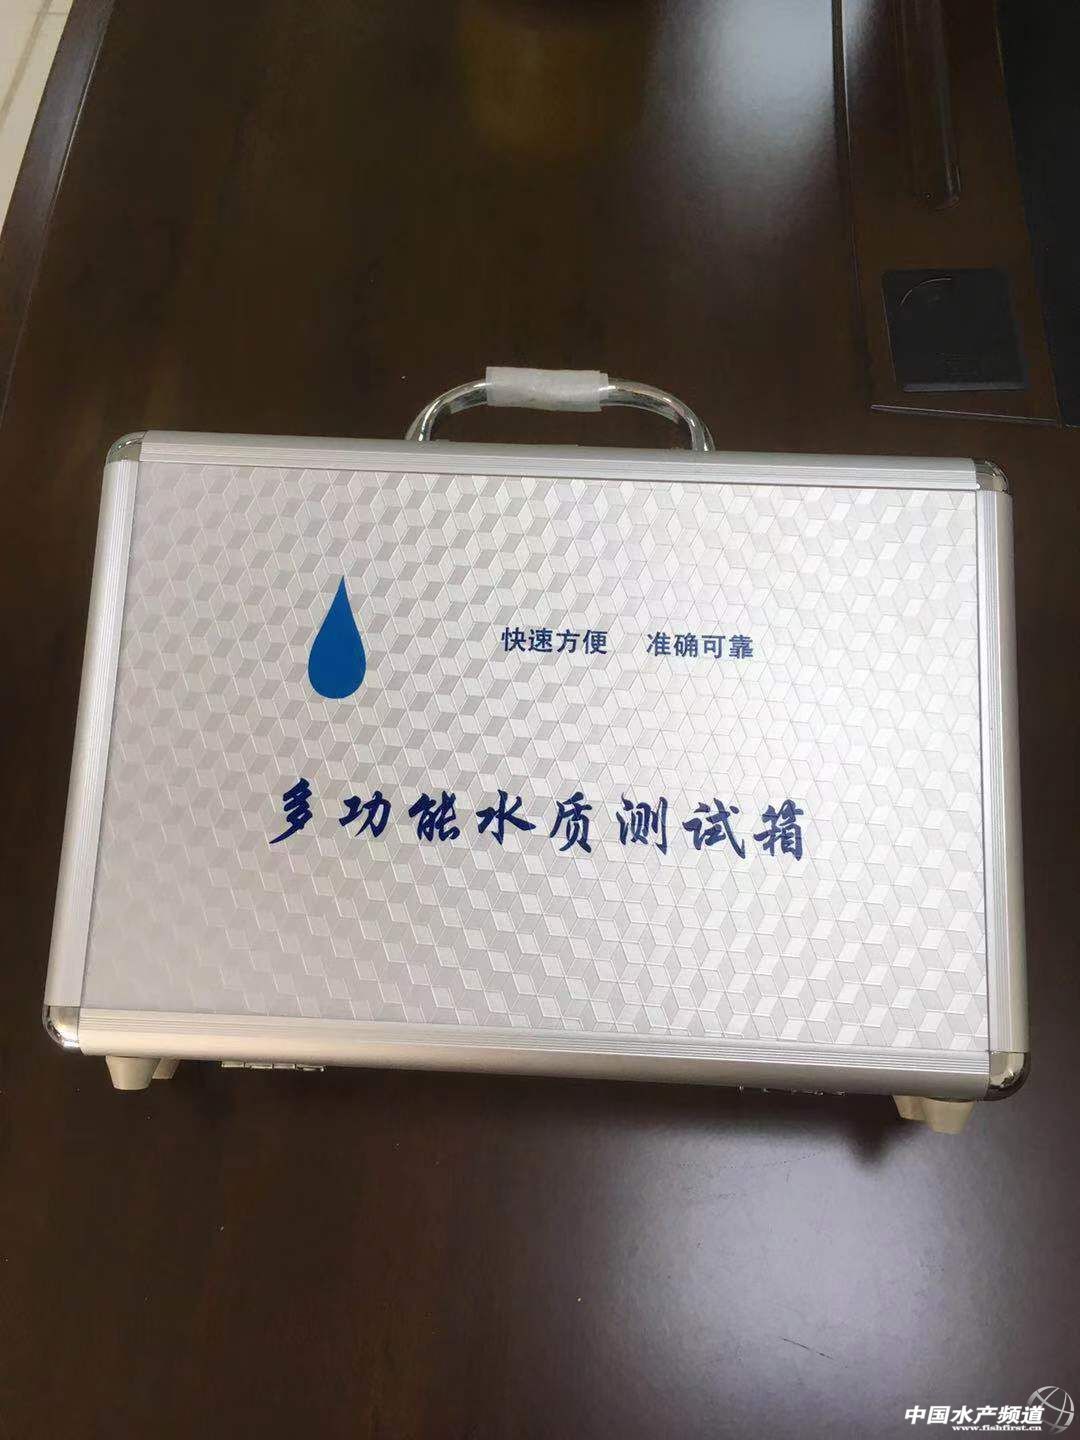 快速方便 准确可靠
多功能水质测试箱
中国水产频道
www.fishfirst.cn